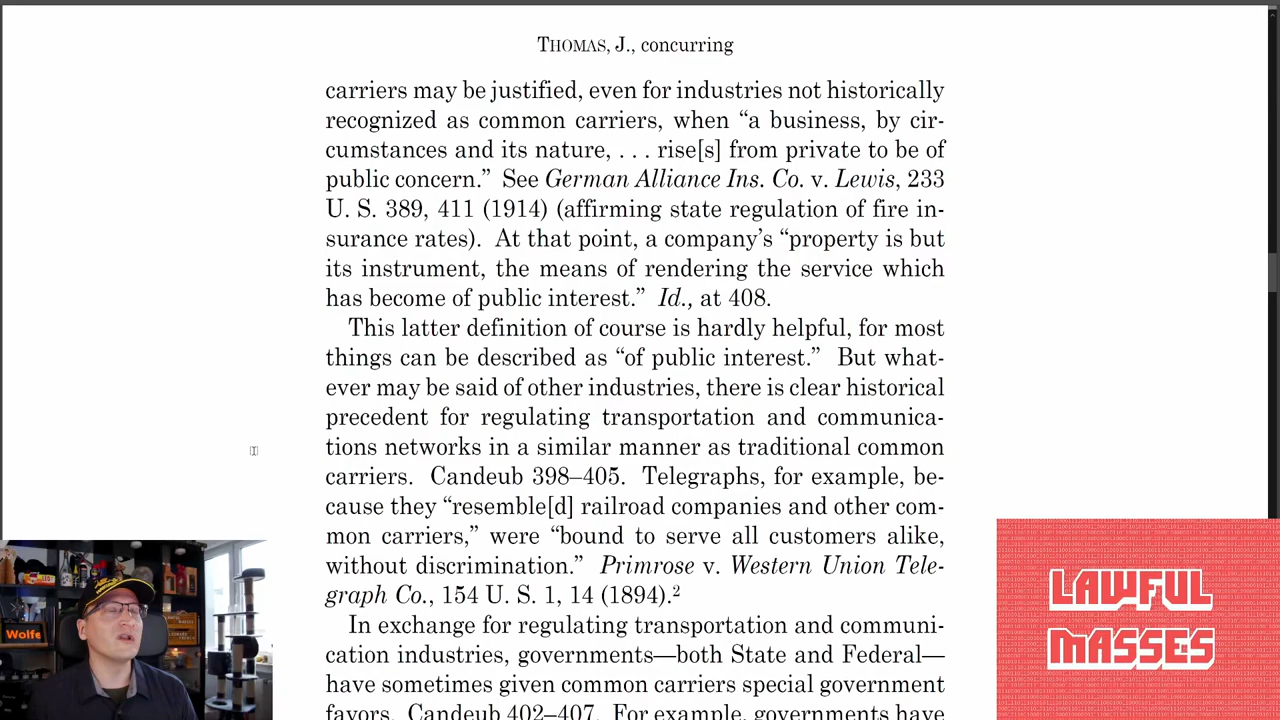 THOMAS, J., concurring
carriers may be justified, even for industries not historically
recognized as common carriers, when “a business, by cir-
cumstances and its nature, . . . rise[s] from private to be of
public concern.” See German Alliance Ins. Co. v. Lewis, 233
U. S. 389, 411 (1914) (affirming state regulation of fire in-
surance rates). At that point, a company’s “property is but
its instrument, the means of rendering the service which
has become of public interest.” Id., at 408.
This latter definition of course is hardly helpful, for most
things can be described as “of public interest.” But what-
ever may be said of other industries, there is clear historical
precedent for regulating transportation and communica-
tions networks in a similar manner as traditional common
carriers. Candeub 398–405. Telegraphs, for example, be-
cause they “resemble[d] railroad companies and other com-
mon carriers,” were “bound to serve all customers alike,
without discrimination.” Primrose v. Western Union Tele-
graph Co., 154 U. S. 1, 14 (1894).²
In exchange for regulating transportation and communi-
cation industries, governments—both State and Federal—
have sometimes given common carriers special government
favors. Candeub 402–407. For example, governments have
Wolfe
LAWFUL
MASSES